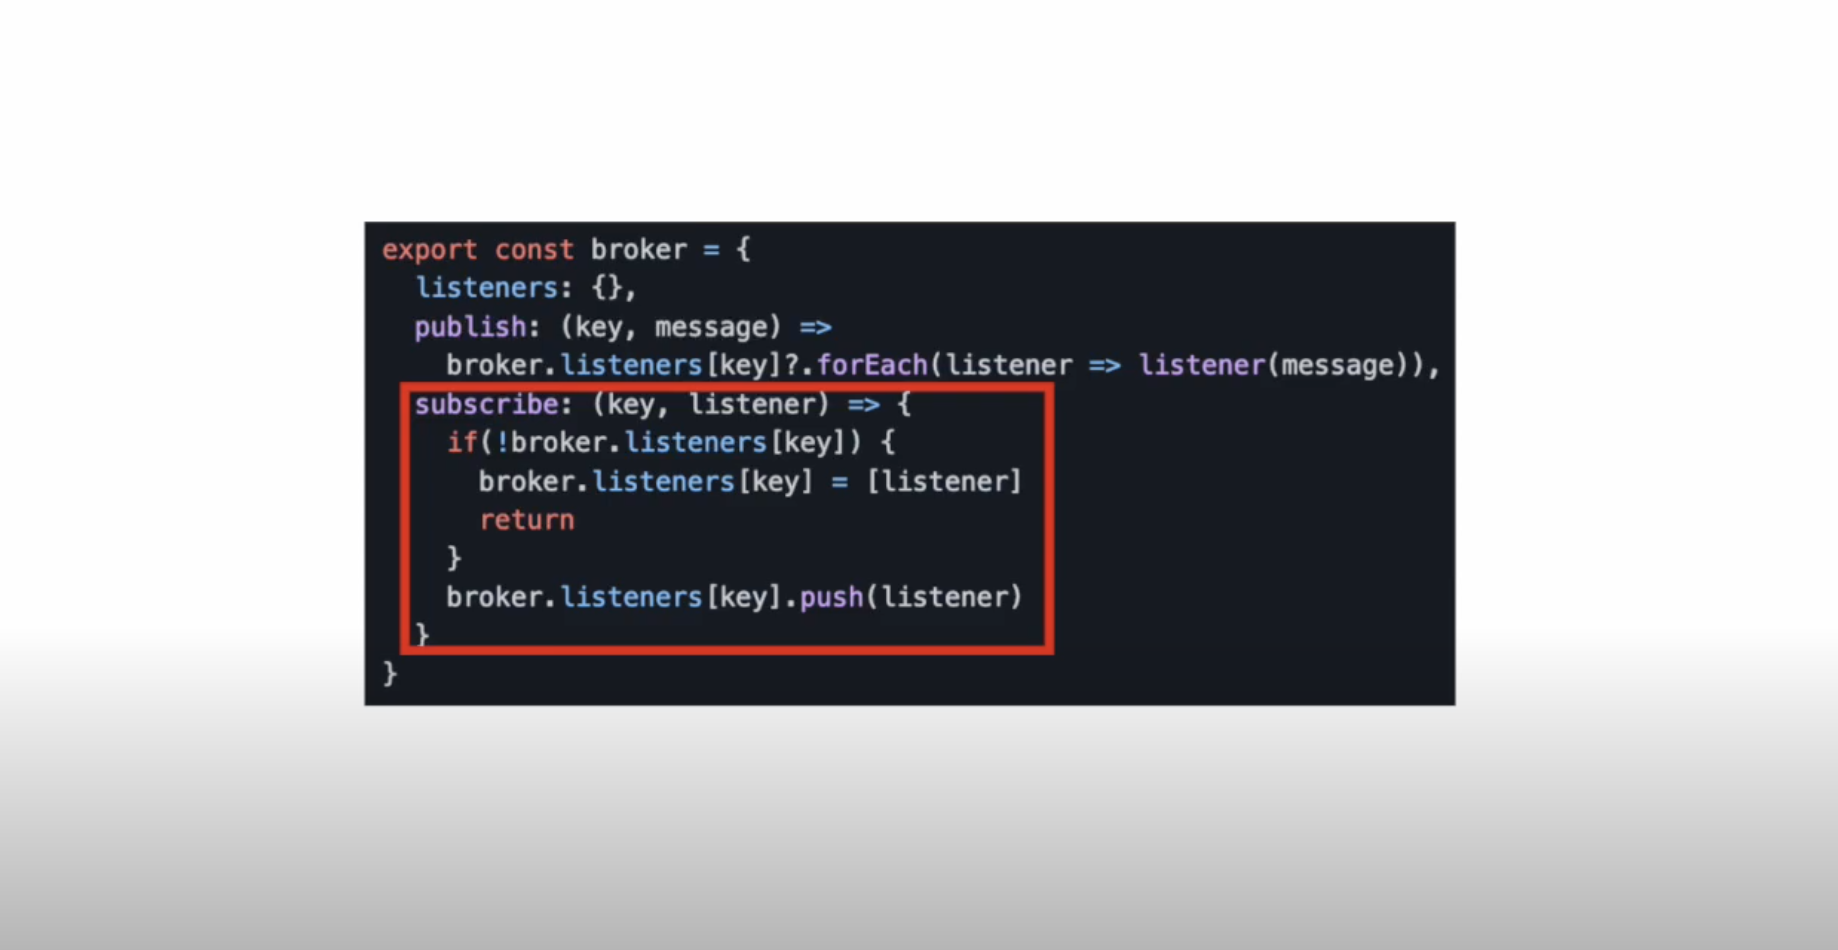 export const broker = {
  listeners: {},
  publish: (key, message) =>
    broker.listeners[key]?.forEach(listener => listener(message)),
  subscribe: (key, listener) => {
    if(!broker.listeners[key]) {
      broker.listeners[key] = [listener]
      return
    }
    broker.listeners[key].push(listener)
  }
}